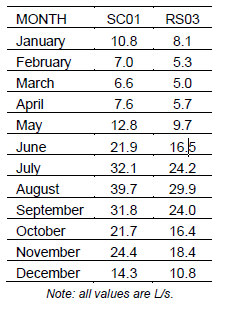 MONTH SC01 RS03
January 10.8 8.1
February 7.0 5.3
March 6.6 5.0
April 7.6 5.7
May 12.8 9.7
June 21.9 16.5
July 32.1 24.2
August 39.7 29.9
September 31.8 24.0
October 21.7 16.4
November 24.4 18.4
December 14.3 10.8
Note: all values are L/s.